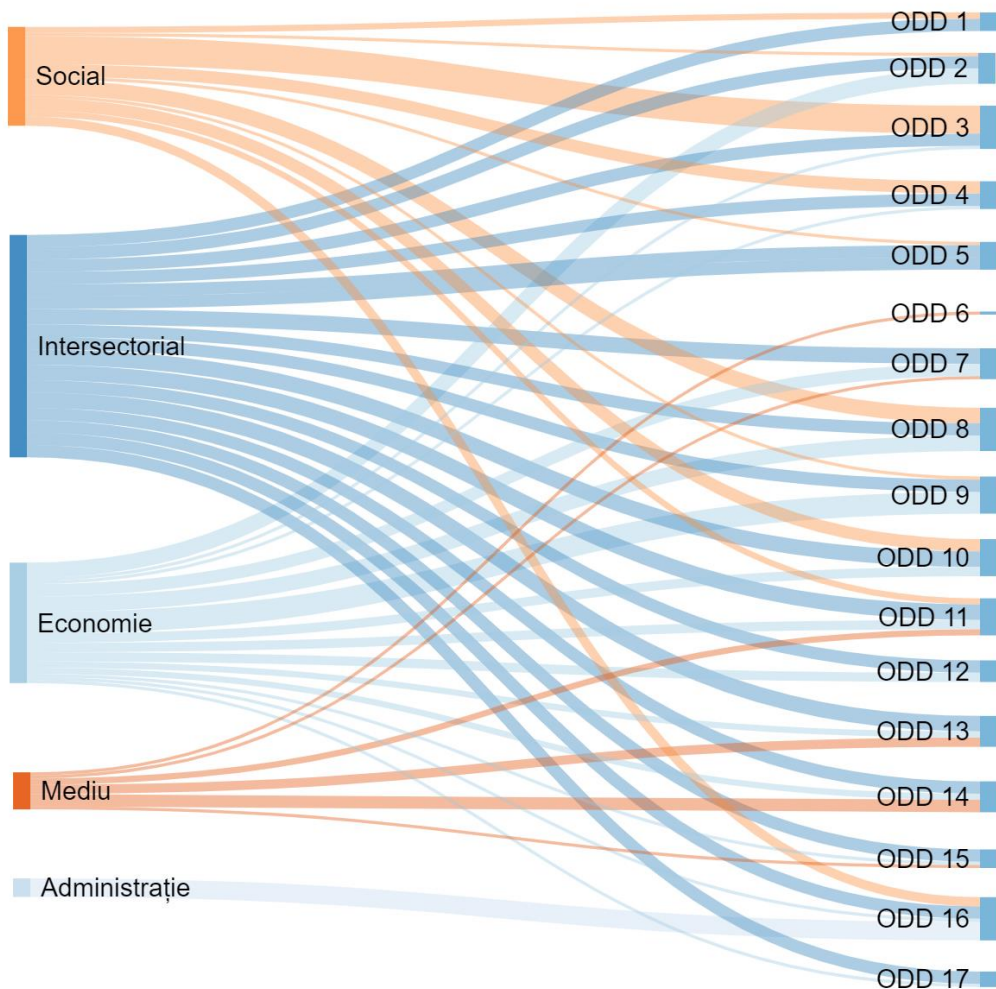 Social
Intersectorial
Economie
Mediu
Administrație
ODD 1
ODD 2
ODD 3
ODD 4
ODD 5
ODD 6
ODD 7
ODD 8
ODD 9
ODD 10
ODD 11
ODD 12
ODD 13
ODD 14
ODD 15
ODD 16
ODD 17